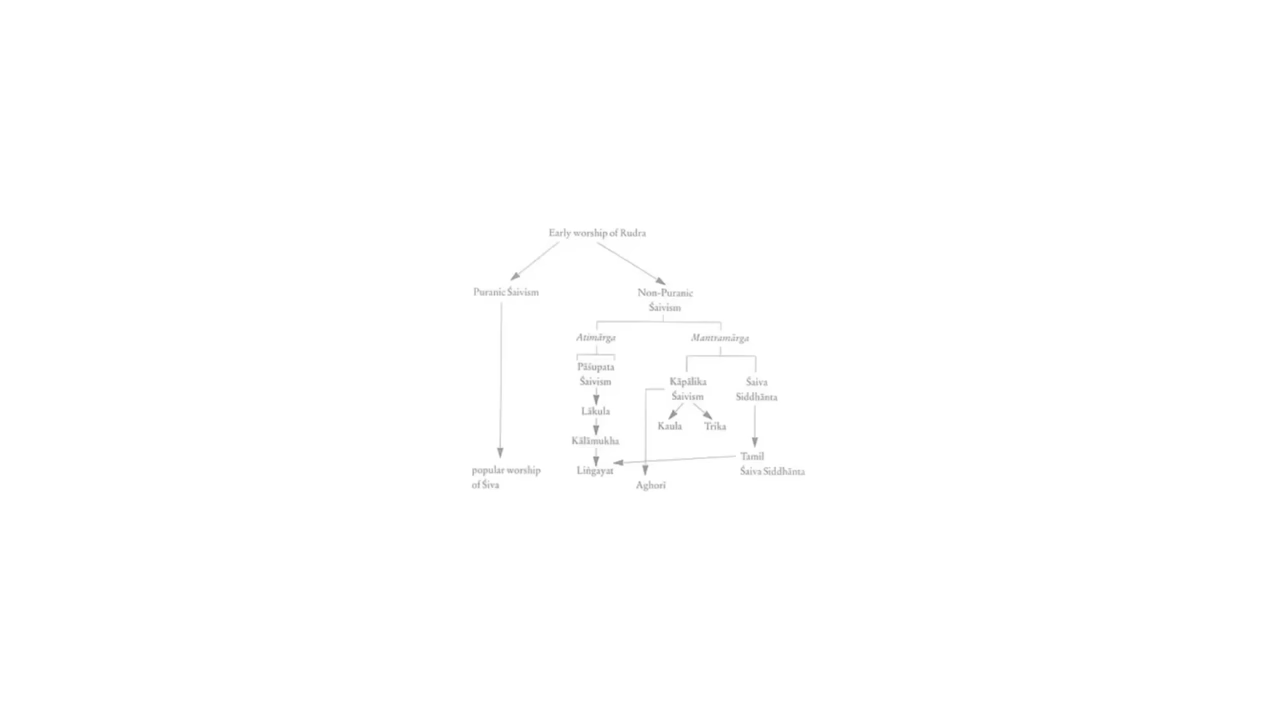 Early worship of Rudra
Puranic Śaivism
Non-Puranic
Śaivism
Atimārga
Mantramārga
Pāśupata
Śaivism
Kāpālika
Śaivism
Śaiva
Siddhānta
Lākula
Kaula
Trika
Kālāmukha
Tamil
Śaiva Siddhānta
popular worship
of Śiva
Liṅgayat
Aghori